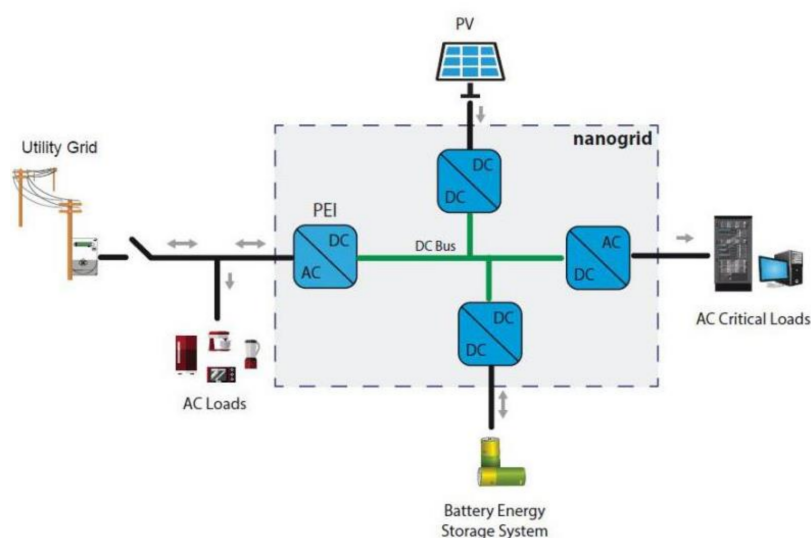 PV
nanogrid
Utility Grid
DC
DC
PEI
DC
AC
DC Bus
AC
DC
DC
DC
AC Loads
AC Critical Loads
Battery Energy
Storage System